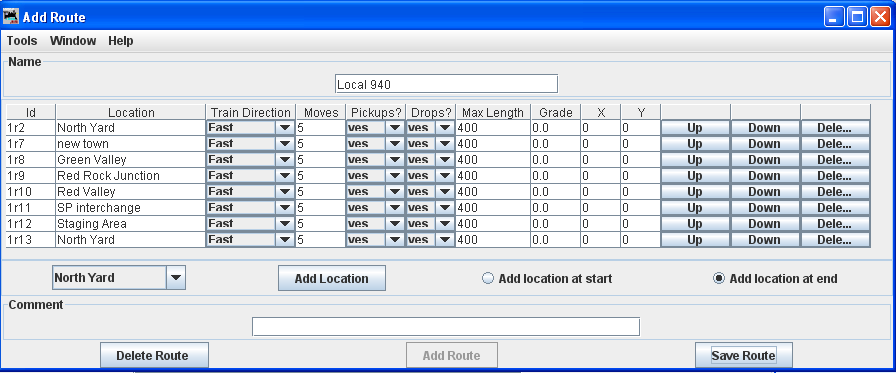 Add Route
Tools Window Help
Name
Local 940
Id Location Train Direction Moves Pickups? Drops? Max Length Grade X Y
1r2 North Yard East 5 yes yes 400 0.0 0 0 Up Down Dele...
1r7 new town East 5 yes yes 400 0.0 0 0 Up Down Dele...
1r8 Green Valley East 5 yes yes 400 0.0 0 0 Up Down Dele...
1r9 Red Rock Junction East 5 yes yes 400 0.0 0 0 Up Down Dele...
1r10 Red Valley East 5 yes yes 400 0.0 0 0 Up Down Dele...
1r11 SP interchange East 5 yes yes 400 0.0 0 0 Up Down Dele...
1r12 Staging Area East 5 yes yes 400 0.0 0 0 Up Down Dele...
1r13 North Yard East 5 yes yes 400 0.0 0 0 Up Down Dele...
North Yard Add Location Add location at start Add location at end
Comment
Delete Route Add Route Save Route